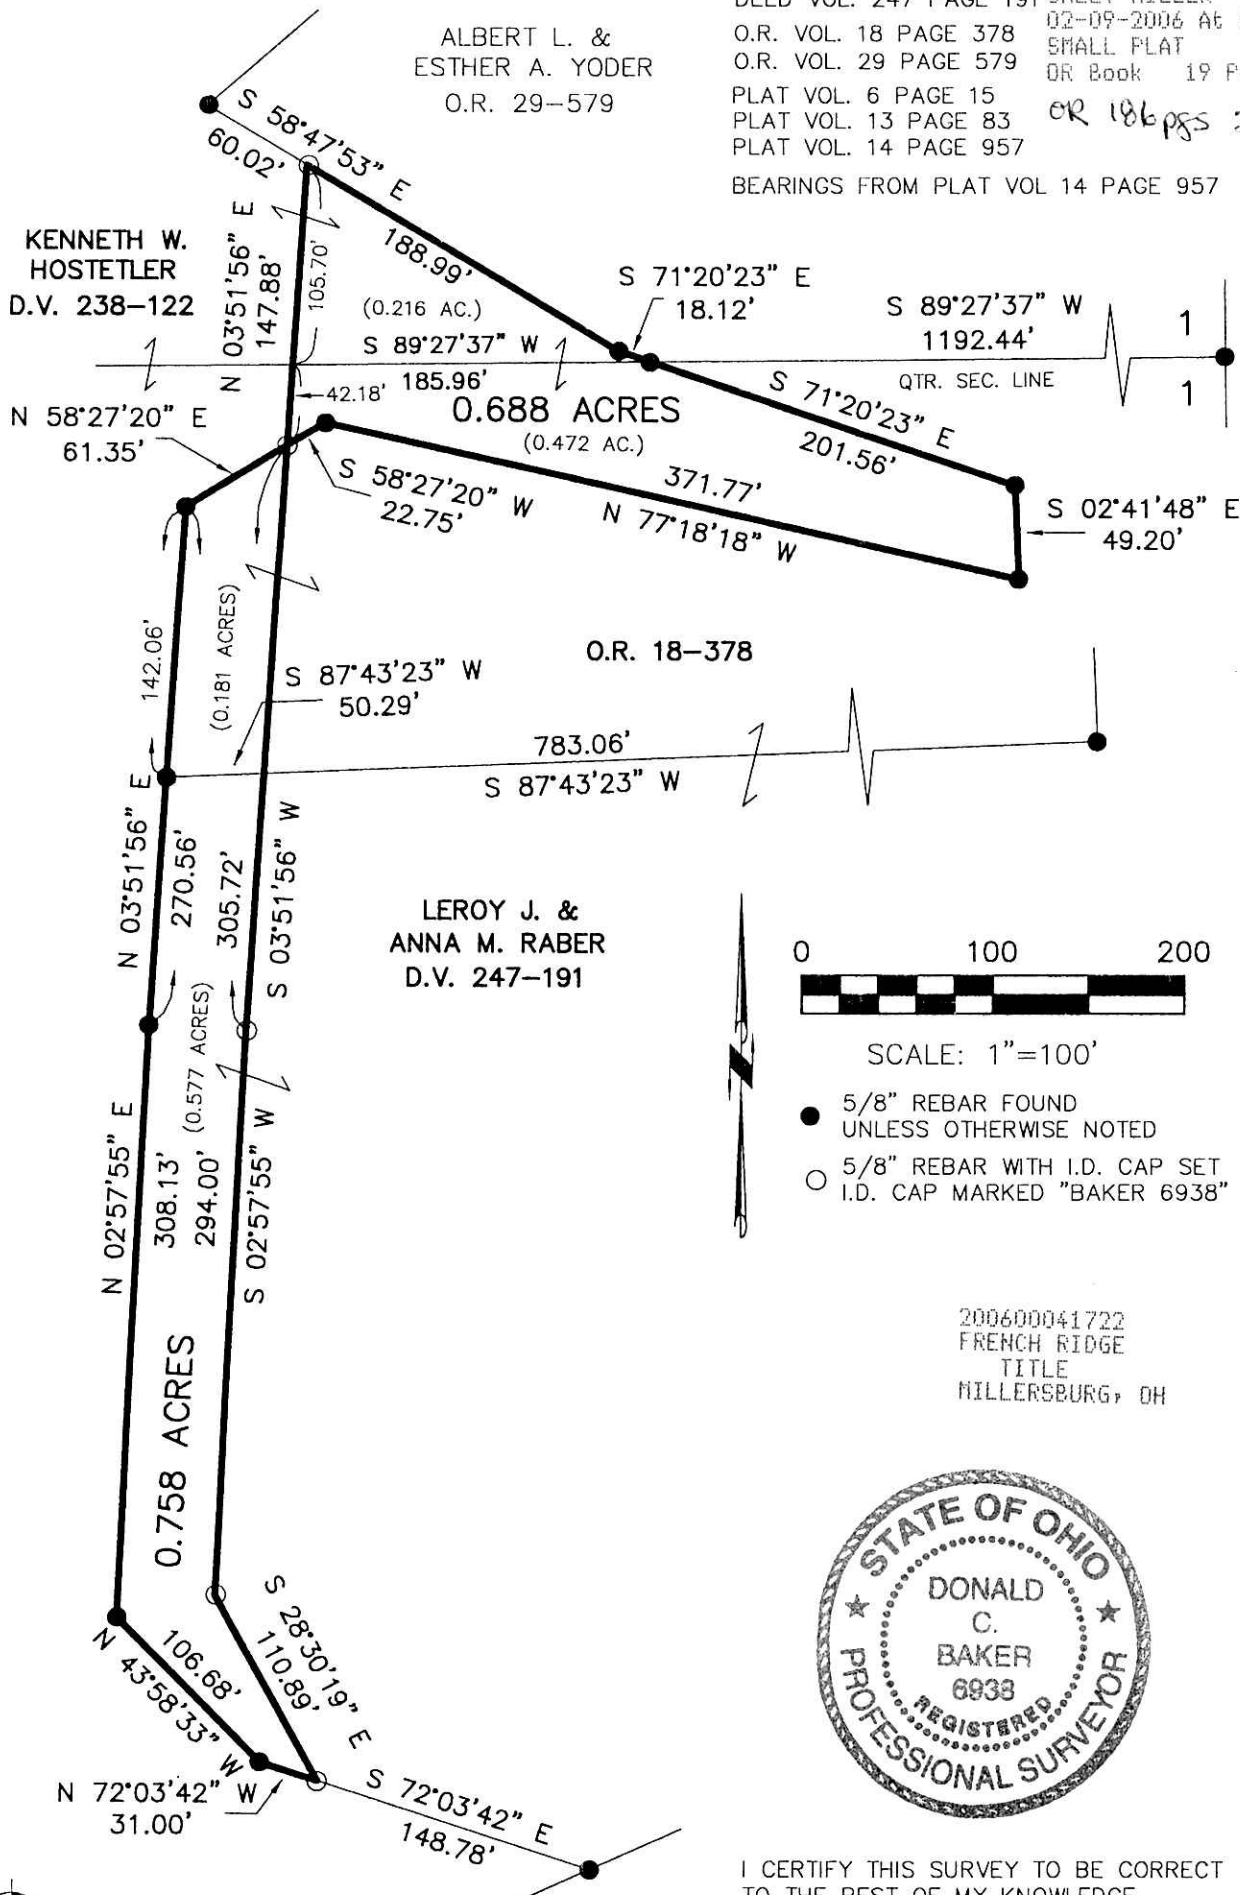 ALBERT L. &
ESTHER A. YODER
O.R. 29-579
DEED VOL. 247 PAGE 191
O.R. VOL. 18 PAGE 378
O.R. VOL. 29 PAGE 579
PLAT VOL. 6 PAGE 15
PLAT VOL. 13 PAGE 83
PLAT VOL. 14 PAGE 957
BEARINGS FROM PLAT VOL 14 PAGE 957
02-09-2006 At
SMALL PLAT
OR Book 19
OR 186 pgs
S 58°47'53" E
60.02'
188.99'
KENNETH W.
HOSTETLER
D.V. 238-122
N 03°51'56" E
147.88'
105.70'
(0.216 AC.)
S 71°20'23" E
18.12'
S 89°27'37" W
1192.44'
QTR. SEC. LINE
1
1
S 89°27'37" W
185.96'
42.18'
0.688 ACRES
(0.472 AC.)
S 71°20'23" E
201.56'
N 58°27'20" E
61.35'
S 58°27'20" W
22.75'
371.77'
N 77°18'18" W
S 02°41'48" E
49.20'
142.06'
(0.181 ACRES)
O.R. 18-378
S 87°43'23" W
50.29'
783.06'
S 87°43'23" W
N 03°51'56" E
270.56'
305.72'
S 03°51'56" W
LEROY J. &
ANNA M. RABER
D.V. 247-191
0 100 200
SCALE: 1"=100'
5/8" REBAR FOUND
UNLESS OTHERWISE NOTED
5/8" REBAR WITH I.D. CAP SET
I.D. CAP MARKED "BAKER 6938"
N 02°57'55" E
308.13'
294.00'
(0.577 ACRES)
S 02°57'55" W
0.758 ACRES
200600041722
FRENCH RIDGE
TITLE
MILLERSBURG, OH
STATE OF OHIO
DONALD
C.
BAKER
6938
REGISTERED
PROFESSIONAL SURVEYOR
S 28°30'19" E
110.89'
106.68'
N 43°58'33" W
N 72°03'42" W
31.00'
S 72°03'42" E
148.78'
I CERTIFY THIS SURVEY TO BE CORRECT
TO THE BEST OF MY KNOWLEDGE